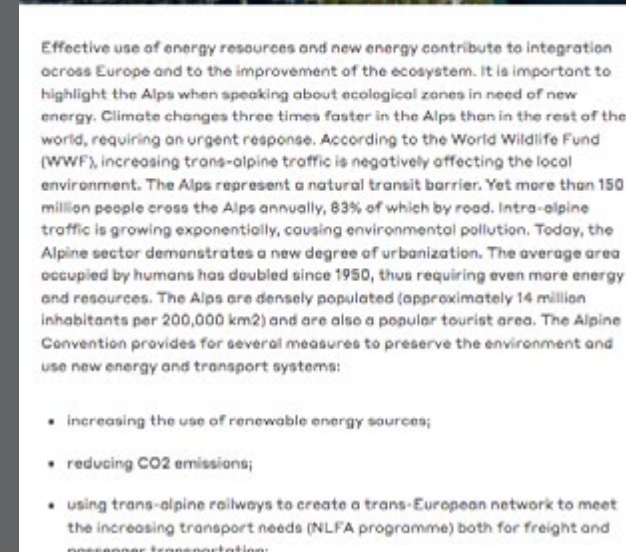 Effective use of energy resources and new energy contribute to integration
across Europe and to the improvement of the ecosystem. It is important to
highlight the Alps when speaking about ecological zones in need of new
energy. Climate changes three times faster in the Alps than in the rest of the
world, requiring an urgent response. According to the World Wildlife Fund
(WWF), increasing trans-alpine traffic is negatively affecting the local
environment. The Alps represent a natural transit barrier. Yet more than 150
million people cross the Alps annually, 83% of which by road. Intra-alpine
traffic is growing exponentially, causing environmental pollution. Today, the
Alpine sector demonstrates a new degree of urbanization. The average area
occupied by humans has doubled since 1950, thus requiring even more energy
and resources. The Alps are densely populated (approximately 14 million
inhabitants per 200,000 km2) and are also a popular tourist area. The Alpine
Convention provides for several measures to preserve the environment and
use new energy and transport systems:
• increasing the use of renewable energy sources;
• reducing CO2 emissions;
• using trans-alpine railways to create a trans-European network to meet
the increasing transport needs (NLFA programme) both for freight and
passenger transportation;